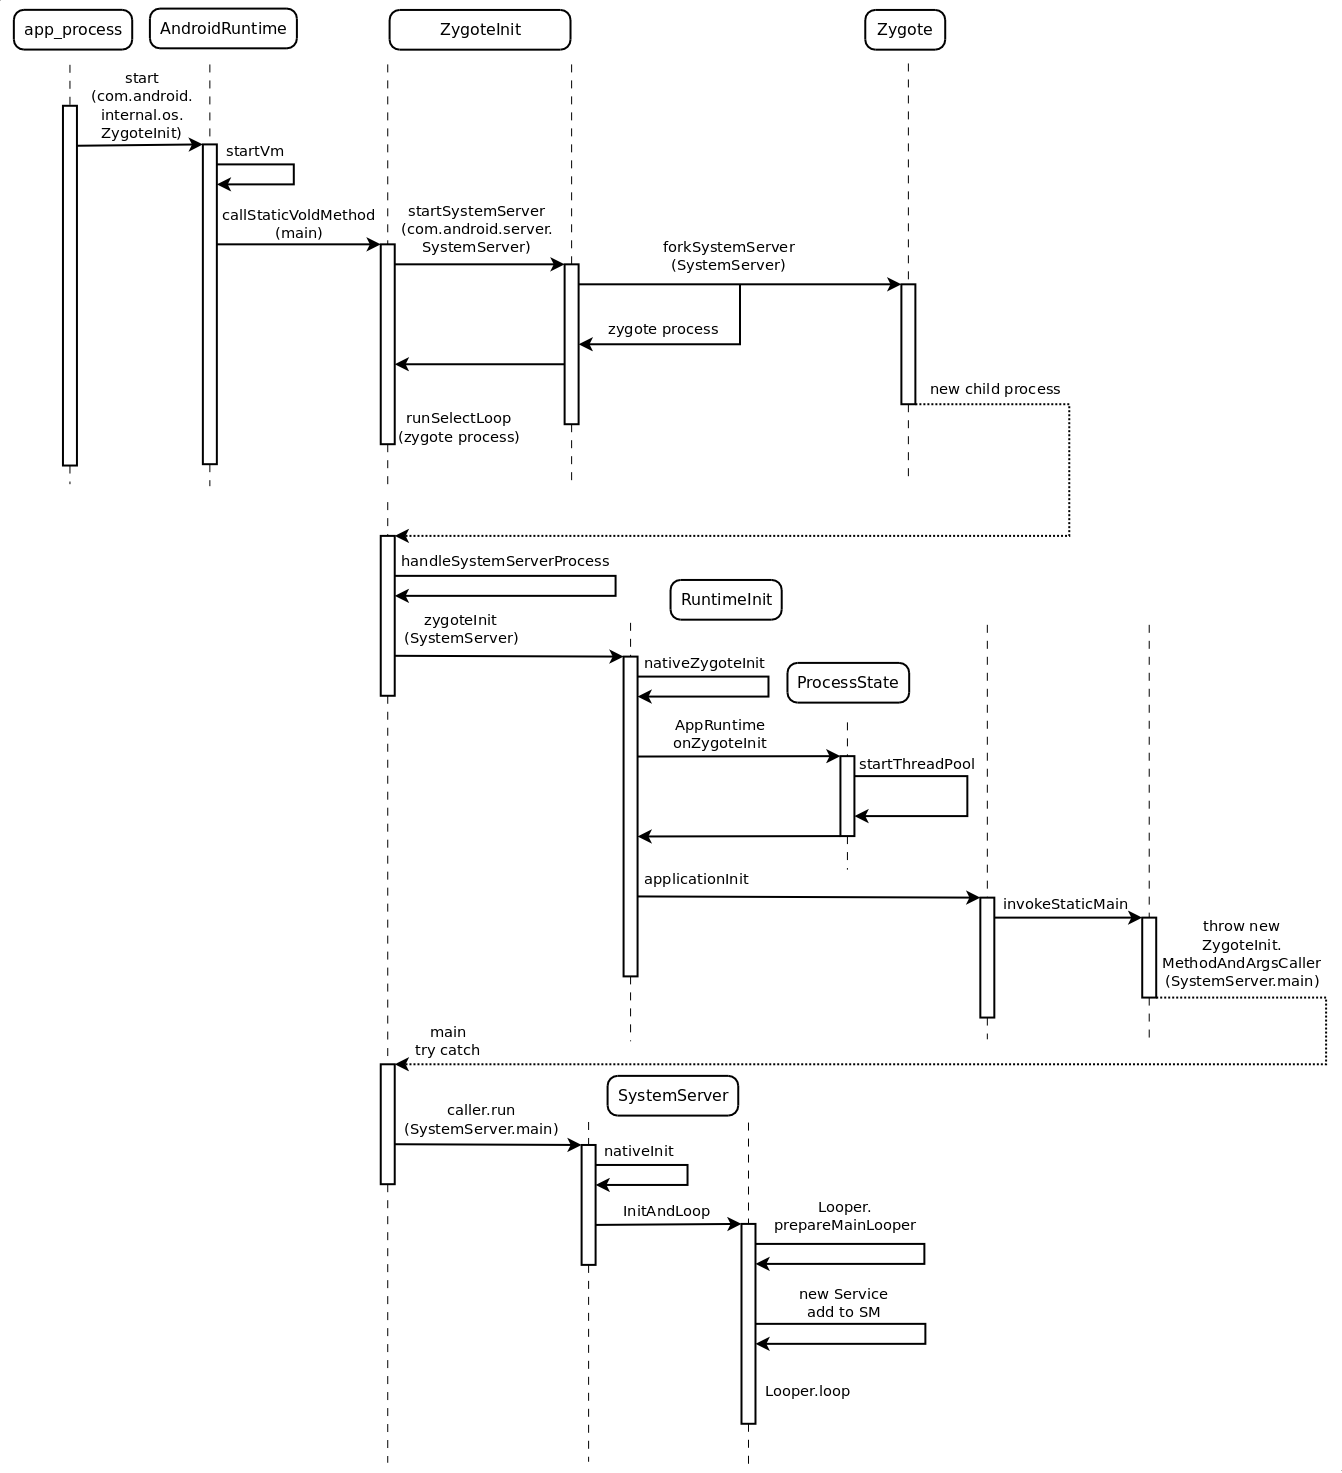 app_process
AndroidRuntime
ZygoteInit
Zygote
start
(com.android.
internal.os.
ZygoteInit)
startVm
callStaticVoldMethod
(main)
startSystemServer
(com.android.server.
SystemServer)
forkSystemServer
(SystemServer)
zygote process
new child process
runSelectLoop
(zygote process)
handleSystemServerProcess
RuntimeInit
zygoteInit
(SystemServer)
nativeZygoteInit
ProcessState
AppRuntime
onZygoteInit
startThreadPool
applicationInit
invokeStaticMain
throw new
ZygoteInit.
MethodAndArgsCaller
(SystemServer.main)
main
try catch
SystemServer
caller.run
(SystemServer.main)
nativeInit
InitAndLoop
Looper.
prepareMainLooper
new Service
add to SM
Looper.loop